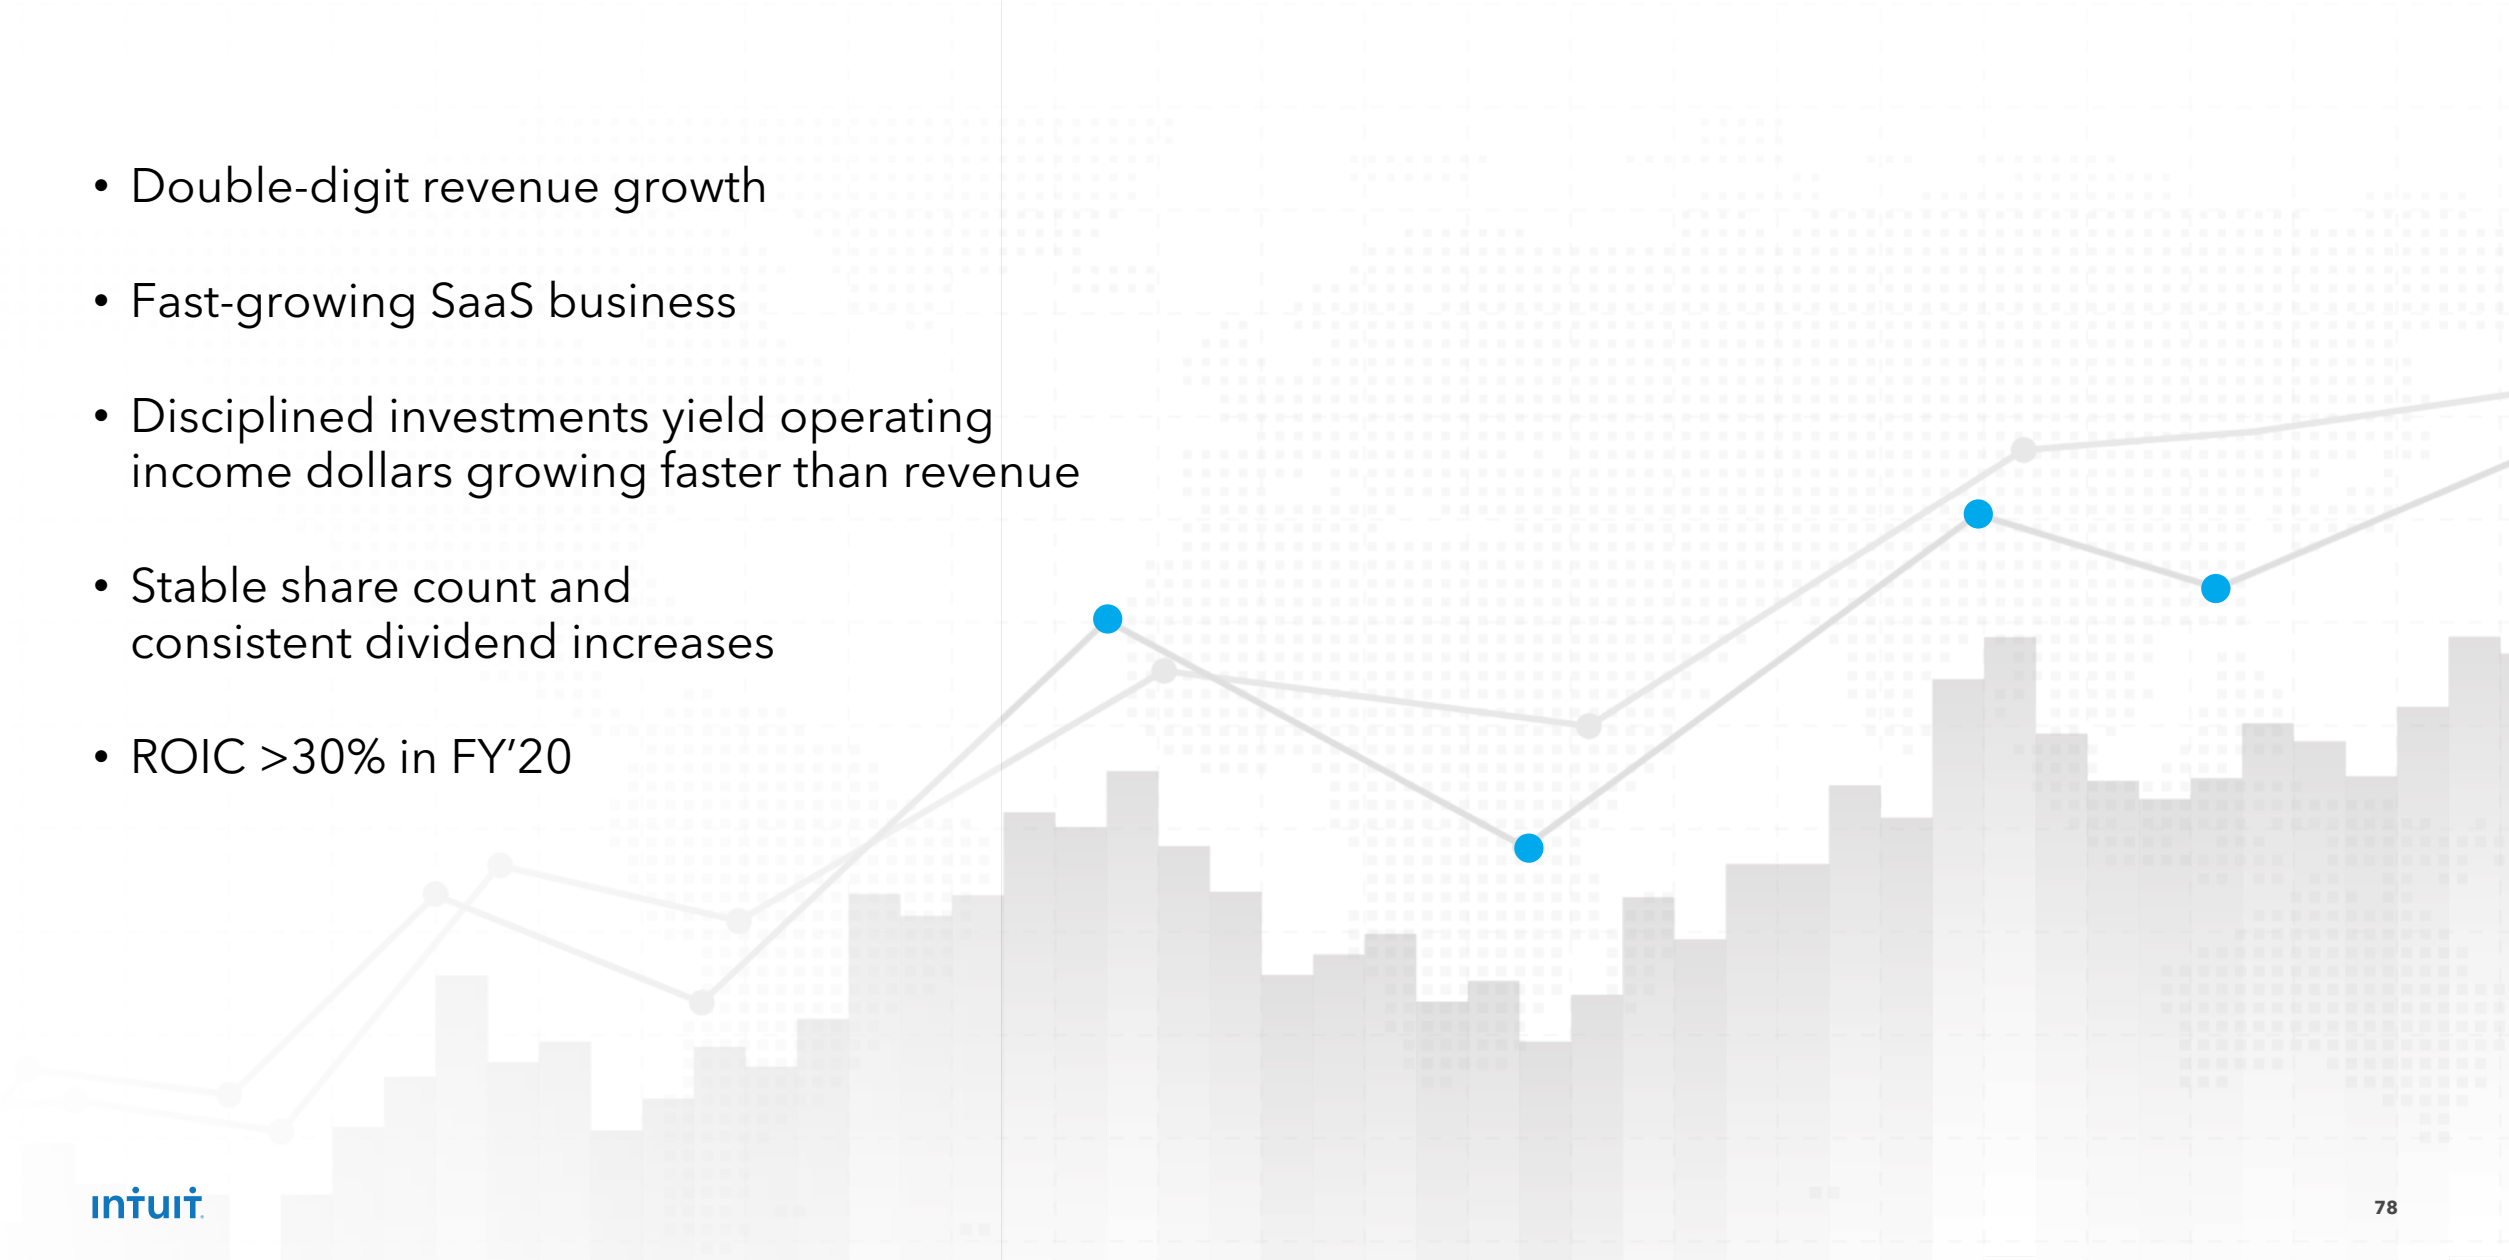 • Double-digit revenue growth
• Fast-growing SaaS business
• Disciplined investments yield operating
income dollars growing faster than revenue
• Stable share count and
consistent dividend increases
• ROIC >30% in FY’20
intuit.
78